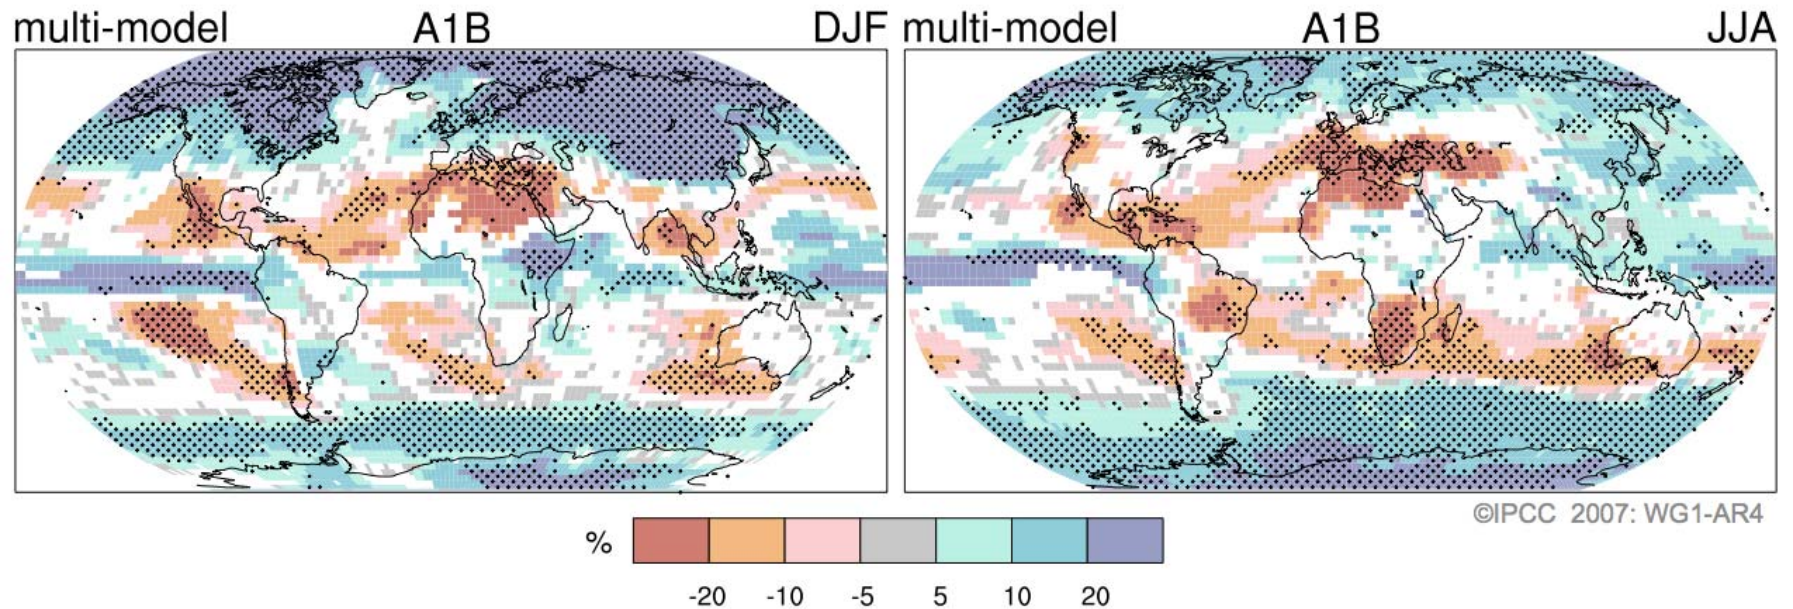 multi-model A1B DJF
multi-model A1B JJA
©IPCC 2007: WG1-AR4
%
-20 -10 -5 5 10 20